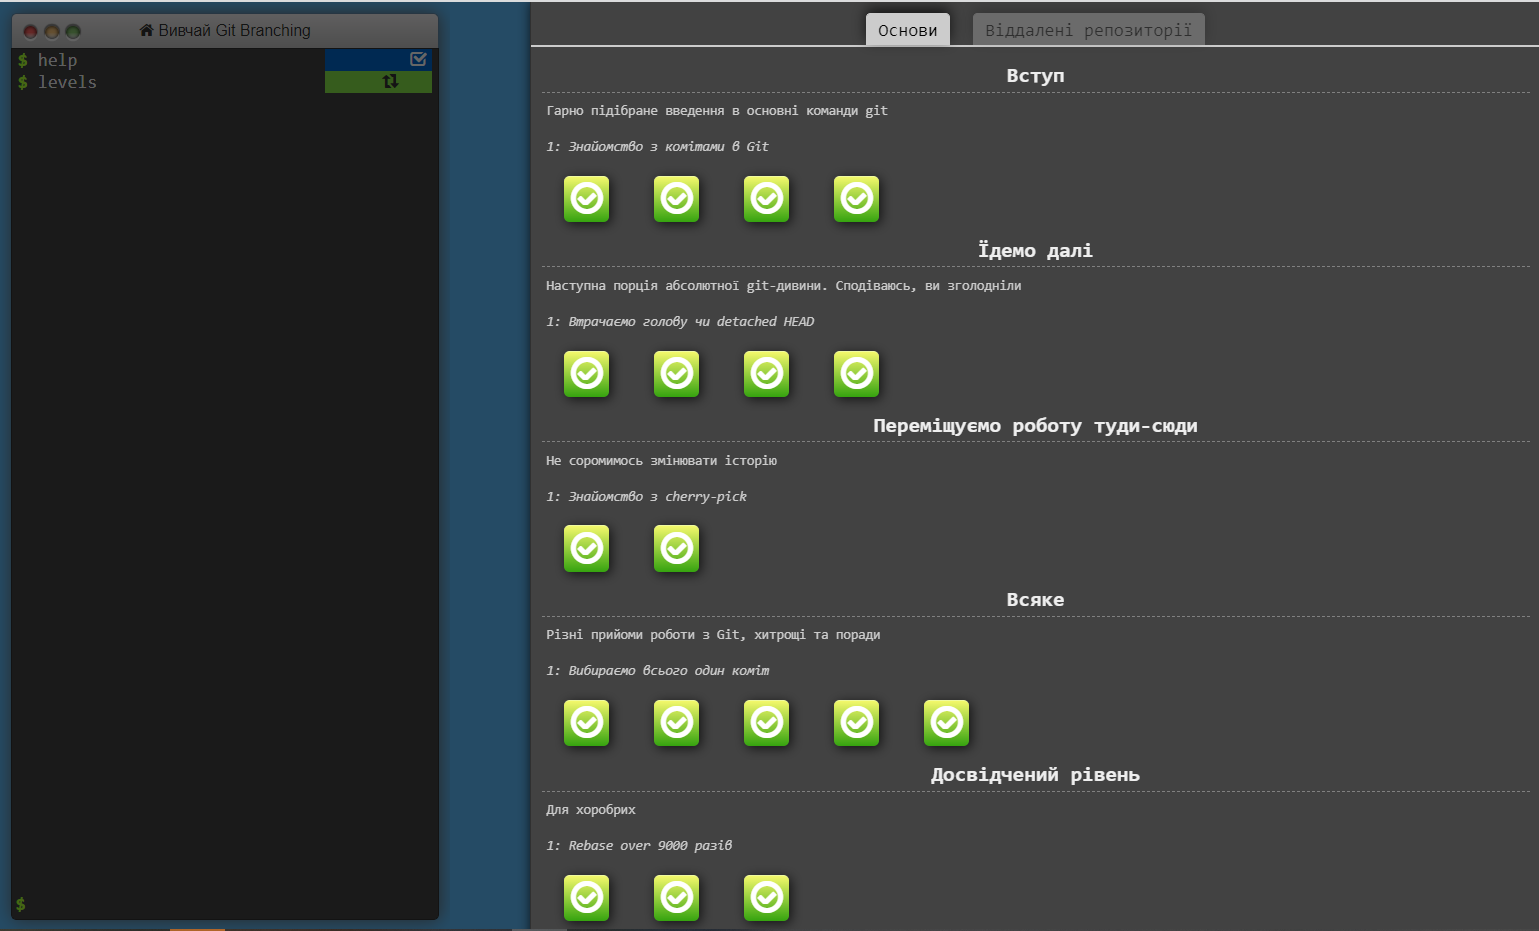 Вивчай Git Branching
$ help
$ levels
$
Основи
Віддалені репозиторії
Вступ
Гарно підібране введення в основні команди git
1: Знайомство з комітами в Git
Їдемо далі
Наступна порція абсолютної git-дивини. Сподіваюсь, ви зголодніли
1: Втрачаємо голову чи detached HEAD
Переміщуємо роботу туди-сюди
Не соромимось змінювати історію
1: Знайомство з cherry-pick
Всяке
Різні прийоми роботи з Git, хитрощі та поради
1: Вибираємо всього один коміт
Досвідчений рівень
Для хоробрих
1: Rebase over 9000 разів